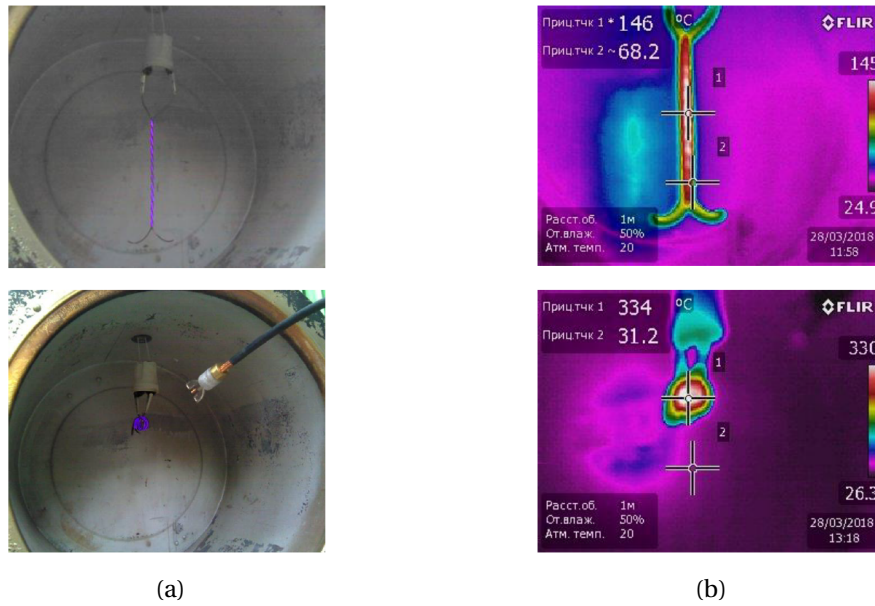 Приц.тчк 1 * 146 °C
Приц.тчк 2 ~ 68.2
FLIR
145
1
2
24.9
Расст.об. 1м
От.влаж. 50%
Атм. темп. 20
28/03/2018
11:58
Приц.тчк 1 334 °C
Приц.тчк 2 31.2
FLIR
330
1
2
26.3
Расст.об. 1м
От.влаж. 50%
Атм. темп. 20
28/03/2018
13:18
(a)
(b)